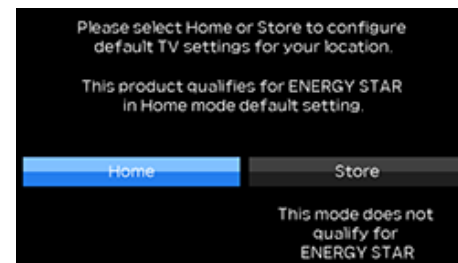 Please select Home or Store to configure
default TV settings for your location.
This product qualifies for ENERGY STAR
in Home mode default setting.
Home
Store
This mode does not
qualify for
ENERGY STAR